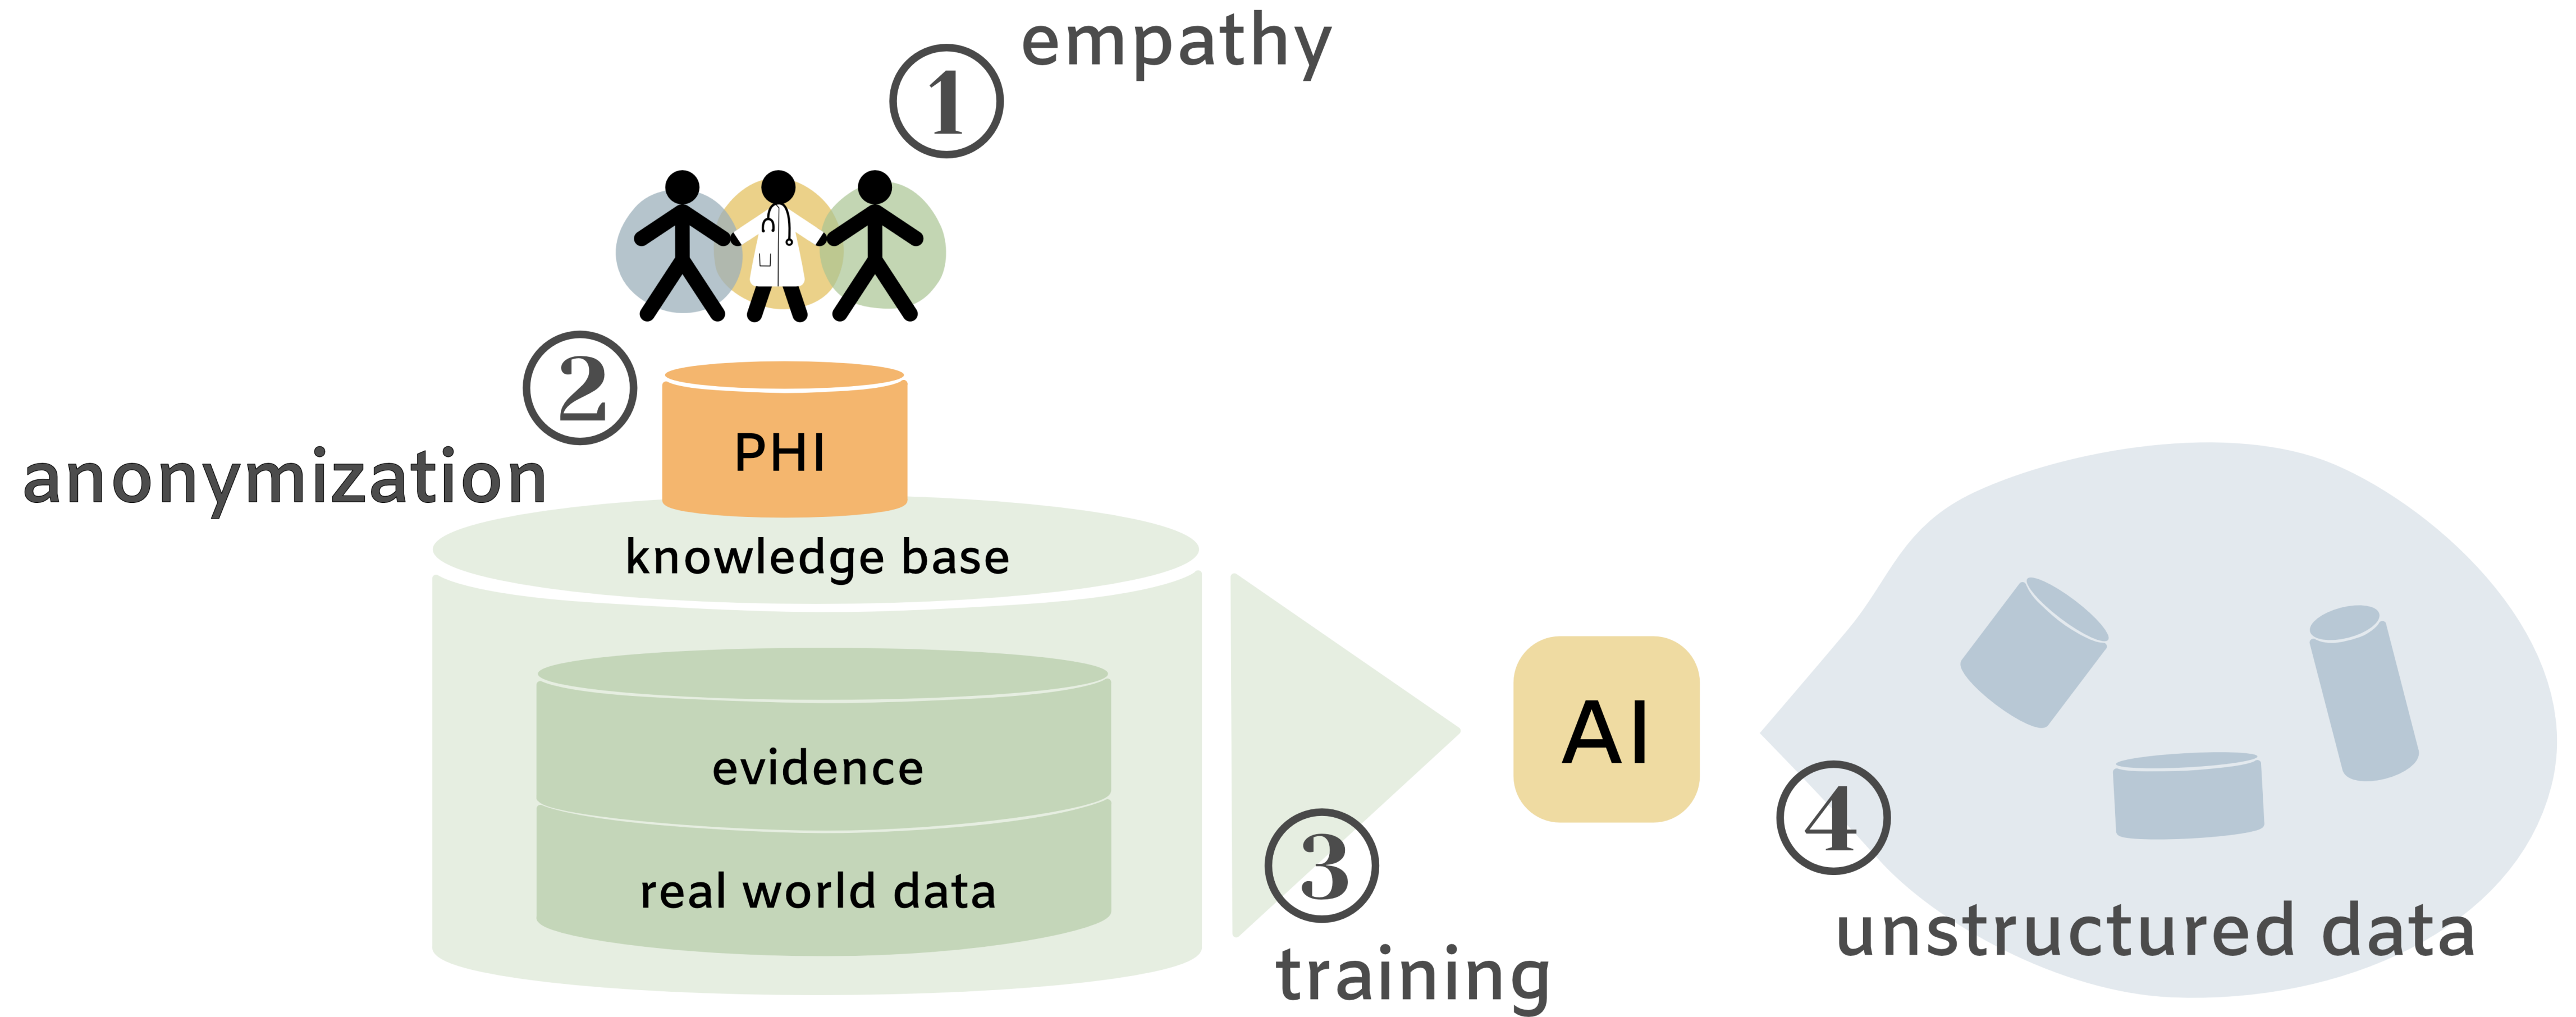 1
empathy
2
anonymization
PHI
knowledge base
evidence
real world data
3
training
AI
4
unstructured data